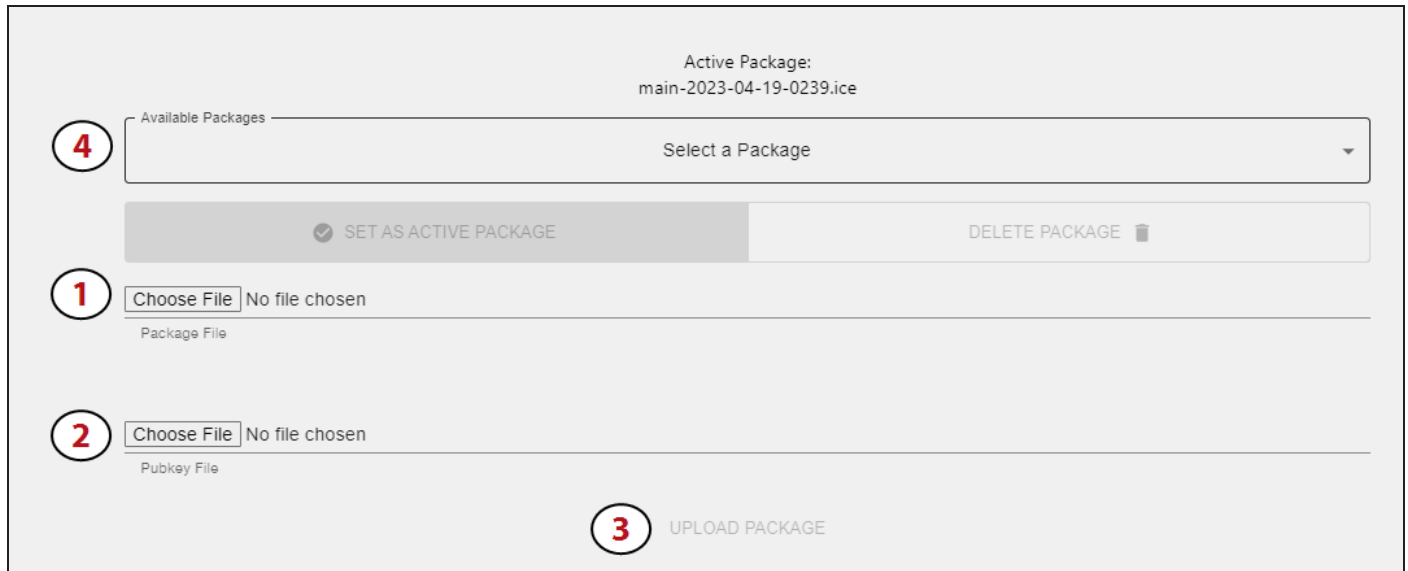 Active Package:
main-2023-04-19-0239.ice
Available Packages
4
Select a Package
SET AS ACTIVE PACKAGE
DELETE PACKAGE
1
Choose File No file chosen
Package File
2
Choose File No file chosen
Pubkey File
3
UPLOAD PACKAGE